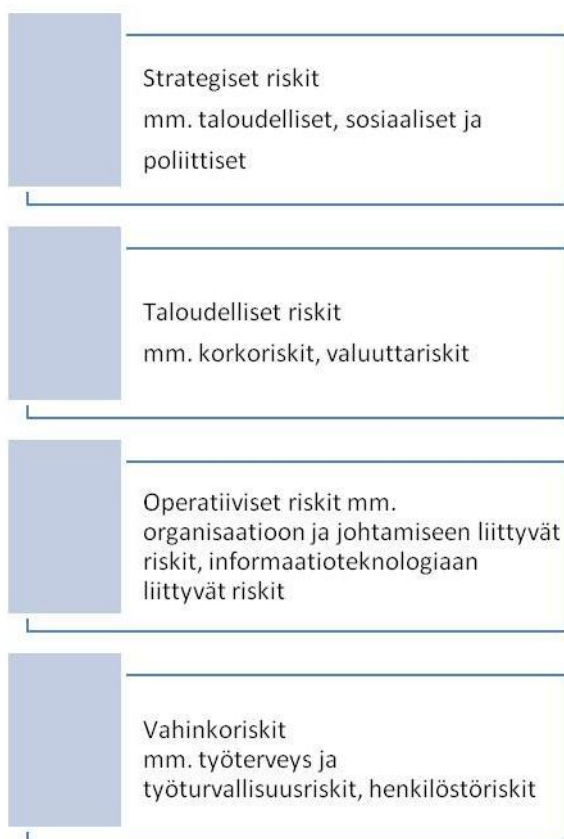 Strategiset riskit
mm. taloudelliset, sosiaaliset ja
poliittiset
Taloudelliset riskit
mm. korkoriskit, valuuttariskit
Operatiiviset riskit mm.
organisaatioon ja johtamiseen liittyvät
riskit, informaatioteknologiaan
liittyvät riskit
Vahinkoriskit
mm. työterveys ja
työturvallisuusriskit, henkilöstöriskit